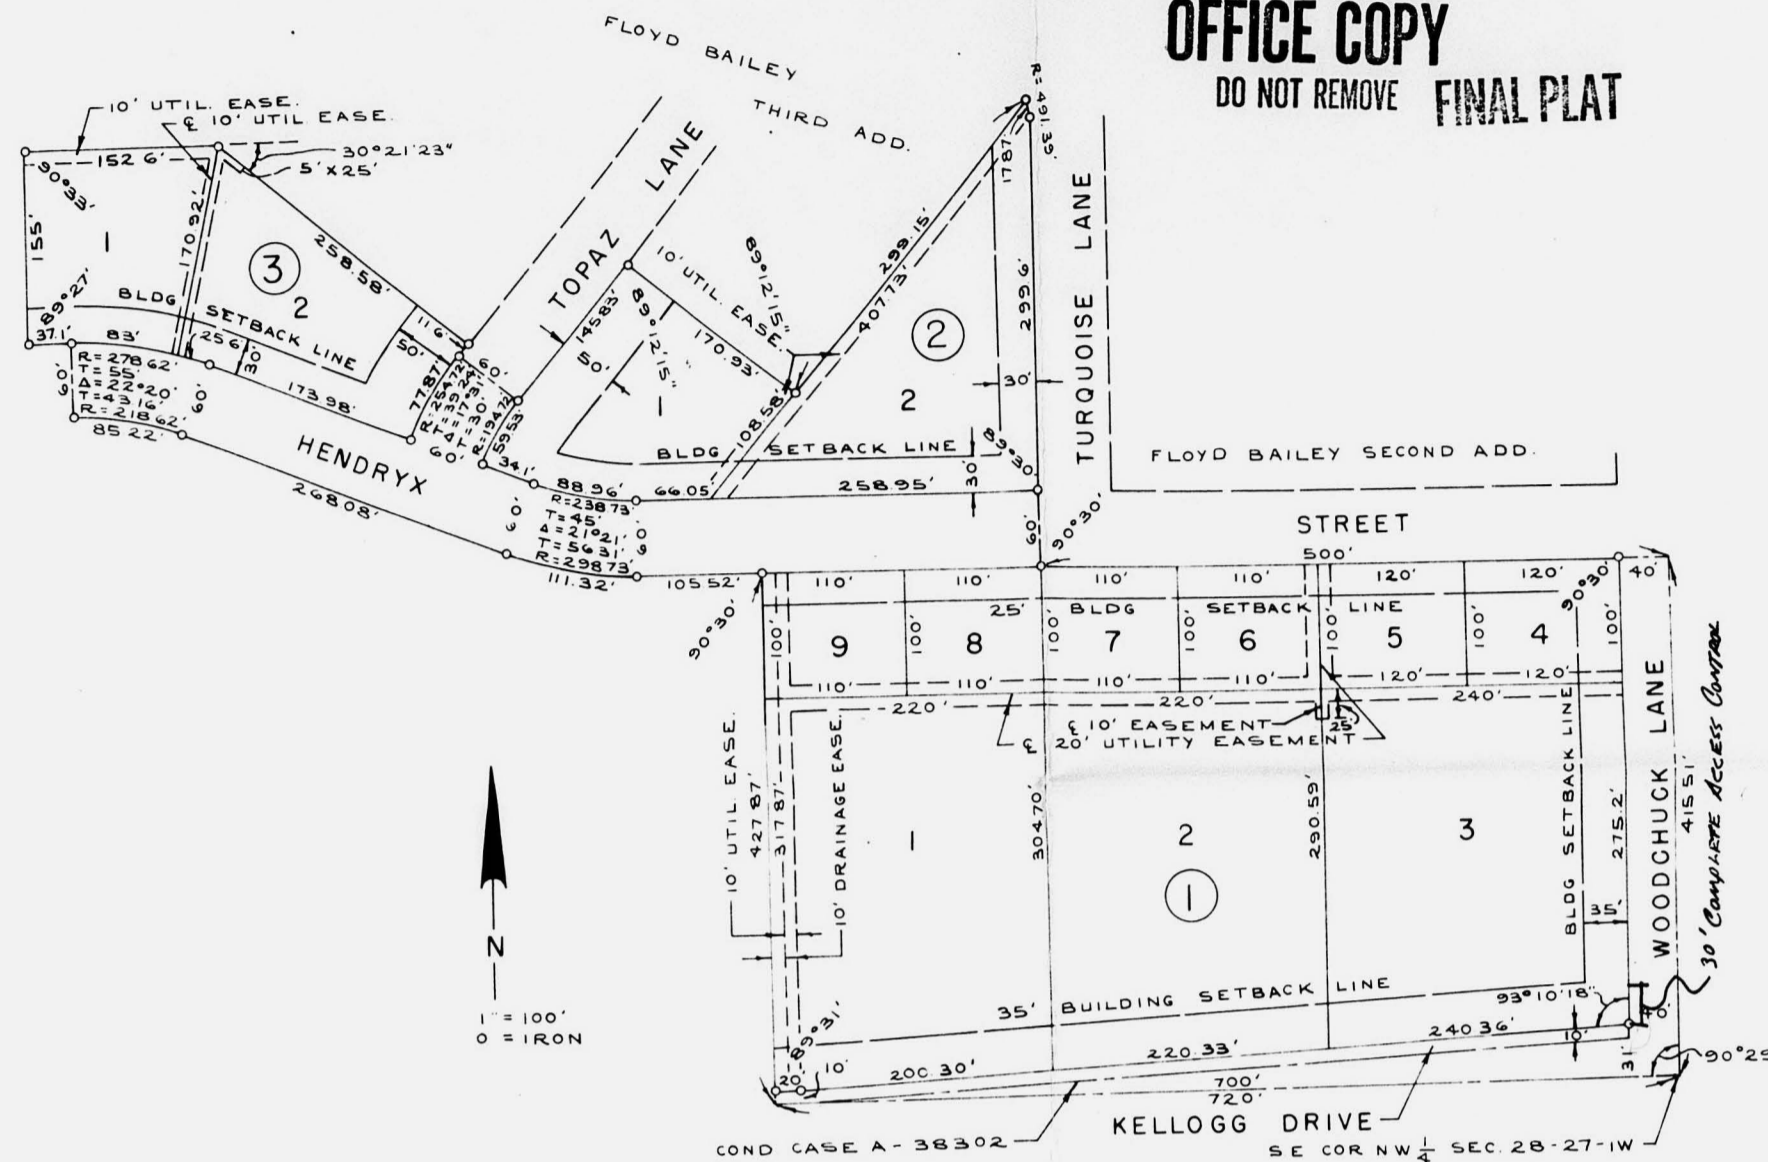 OFFICE COPY
DO NOT REMOVE FINAL PLAT
FLOYD BAILEY
THIRD ADD.
10' UTIL. EASE.
℄ 10' UTIL EASE.
152 6'
30°21'23"
5' X 25'
90°33'
155'
170.92'
1
3
2
258.58'
89°27'
BLDG SETBACK LINE
37.1'
83'
25 6'
30'
116.'
50'
R= 278 62'
T= 55'
Δ= 22°20'
T= 43.16'
R= 218 62'
60'
60'
85.22'
173 98'
77.87'
R= 254.72'
T= 39.24'
Δ= 17°31'
T= 30'
R= 194.72'
60'
10.'
59 53'
60'
TOPAZ LANE
145.83'
10' UTIL. EASE.
89°12'15"
89°12'15"
170.93'
50'
1
108.58'
299.15'
407.73'
R= 491.39'
1787'
299 6'
2
2
30'
TURQUOISE LANE
BLDG SETBACK LINE
89°30'
30'
HENDRYX
268 08'
34.1'
88 96'
66.05'
258.95'
60'
R= 238 73'
T= 45'
Δ= 21°21'
T= 56 31'
R= 298 73'
60'
111.32'
105 52'
60'
90°30'
FLOYD BAILEY SECOND ADD.
STREET
500'
110' 110' 110' 110' 120' 120' 40'
90°30'
90°30'
25' BLDG SETBACK LINE
100' 9 100' 8 100' 7 100' 6 100' 5 100' 4 100'
110' 110' 110' 110' 120' 120'
220' 220' 240'
℄ 10' EASEMENT
25'
℄ 20' UTILITY EASEMENT
10' UTIL EASE.
427 87'
317 87'
10' DRAINAGE EASE.
1
304.70'
2
1
290.59'
3
BLDG SETBACK LINE
35'
275.2'
WOODCHUCK LANE
415 51'
30' Complete Access Control
N
1" = 100'
O = IRON
35' BUILDING SETBACK LINE
93°10'18"
40'
89°31'
20'
10'
200.30'
220.33'
240 36'
10'
31'
90°29
700'
720'
KELLOGG DRIVE
COND CASE A - 38302
S E COR NW 1/4 SEC. 28-27-1W